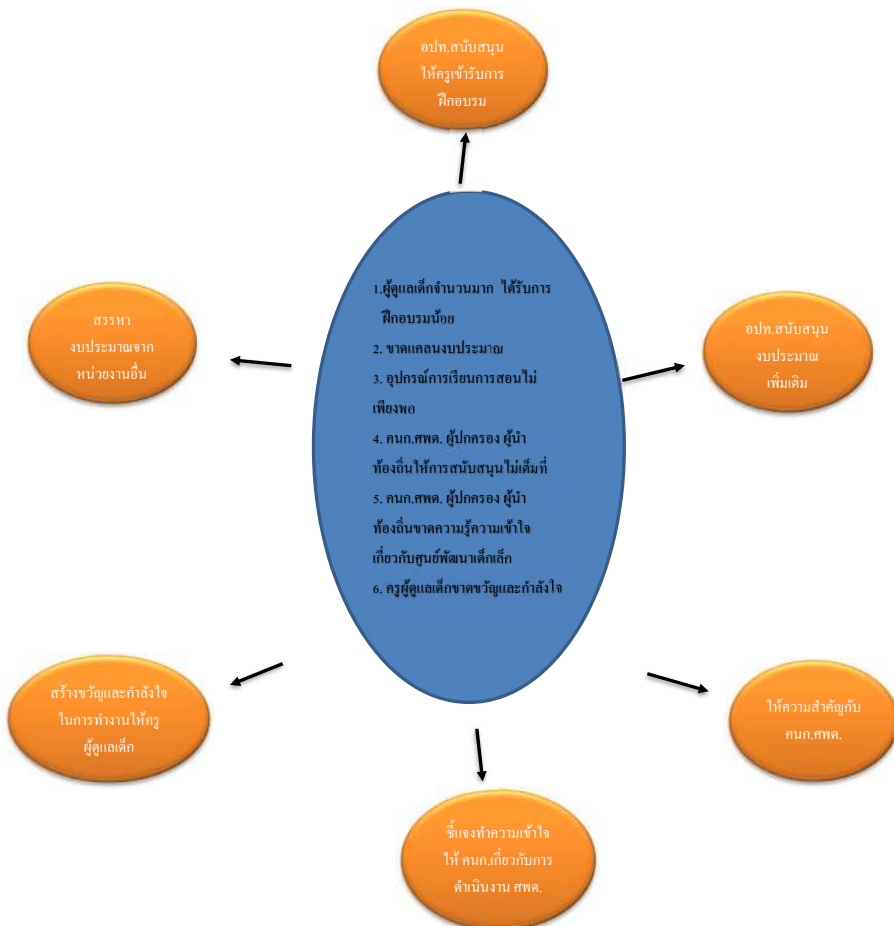 อปท.สนับสนุน
ให้ครูเข้ารับการ
ฝึกอบรม
สรรหา
งบประมาณจาก
หน่วยงานอื่น
1.ผู้ดูแลเด็กจำนวนมาก ได้รับการ
ฝึกอบรมน้อย
2. ขาดแคลนงบประมาณ
3. อุปกรณ์การเรียนการสอนไม่
เพียงพอ
4. คนก.ศพด. ผู้ปกครอง ผู้นำ
ท้องถิ่นให้การสนับสนุนไม่เต็มที่
5. คนก.ศพด. ผู้ปกครอง ผู้นำ
ท้องถิ่นขาดความรู้ความเข้าใจ
เกี่ยวกับศูนย์พัฒนาเด็กเล็ก
6. ครูผู้ดูแลเด็กขาดขวัญและกำลังใจ
อปท.สนับสนุน
งบประมาณ
เพิ่มเติม
สร้างขวัญและกำลังใจ
ในการทำงานให้ครู
ผู้ดูแลเด็ก
ให้ความสำคัญกับ
คนก.ศพด.
ชี้แจงทำความเข้าใจ
ให้ คนก.เกี่ยวกับการ
ดำเนินงาน ศพด.